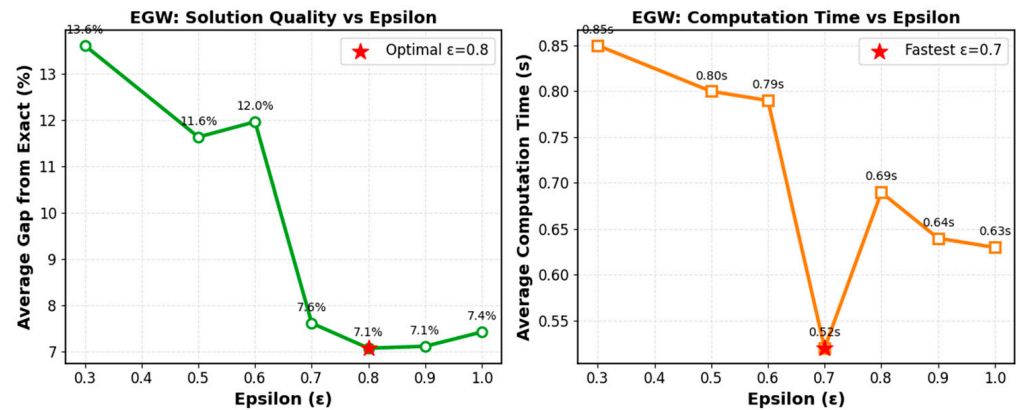 EGW: Solution Quality vs Epsilon
Average Gap from Exact (%)
13
12
11
10
9
8
7
13.6%
11.6%
12.0%
7.6%
7.1%
7.1%
7.4%
Optimal ε=0.8
0.3 0.4 0.5 0.6 0.7 0.8 0.9 1.0
Epsilon (ε)
EGW: Computation Time vs Epsilon
Average Computation Time (s)
0.85
0.80
0.75
0.70
0.65
0.60
0.55
0.85s
0.80s
0.79s
0.52s
0.69s
0.64s
0.63s
Fastest ε=0.7
0.3 0.4 0.5 0.6 0.7 0.8 0.9 1.0
Epsilon (ε)